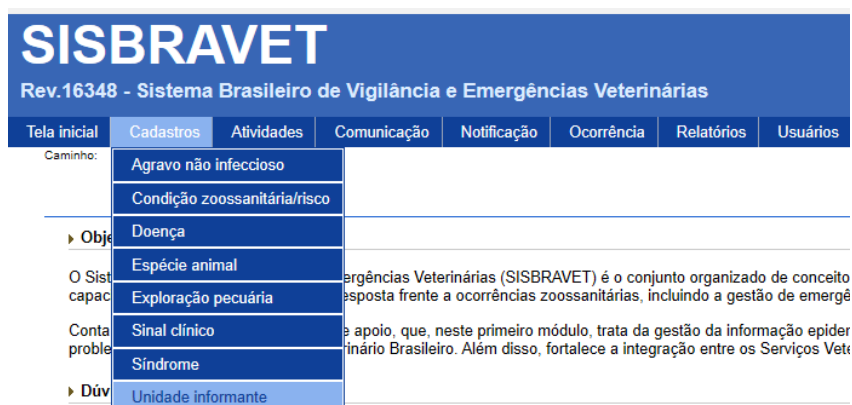 SISBRAVET
Rev.16348 - Sistema Brasileiro de Vigilância e Emergências Veterinárias
Tela inicial Cadastros Atividades Comunicação Notificação Ocorrência Relatórios Usuários
Caminho:
Agravo não infeccioso
Condição zoossanitária/risco
Doença
Espécie animal
Exploração pecuária
Sinal clínico
Síndrome
Unidade informante
Obje
O Sist ergências Veterinárias (SISBRAVET) é o conjunto organizado de conceito
capac esposta frente a ocorrências zoossanitárias, incluindo a gestão de emergê
Conta e apoio, que, neste primeiro módulo, trata da gestão da informação epider
proble rinário Brasileiro. Além disso, fortalece a integração entre os Serviços Vete
Dúv